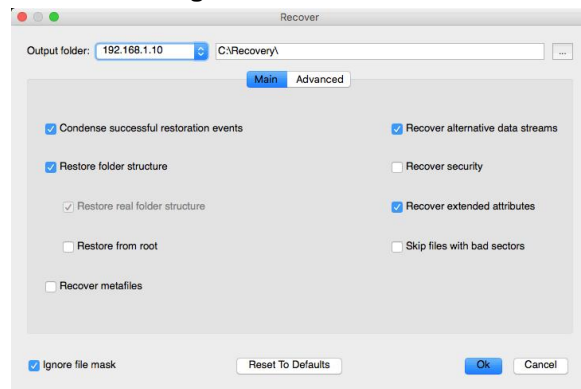 Recover
Output folder: 192.168.1.10 C:\Recovery\ ...
Main Advanced
Condense successful restoration events Recover alternative data streams
Restore folder structure Recover security
Restore real folder structure Recover extended attributes
Restore from root Skip files with bad sectors
Recover metafiles
Ignore file mask Reset To Defaults Ok Cancel